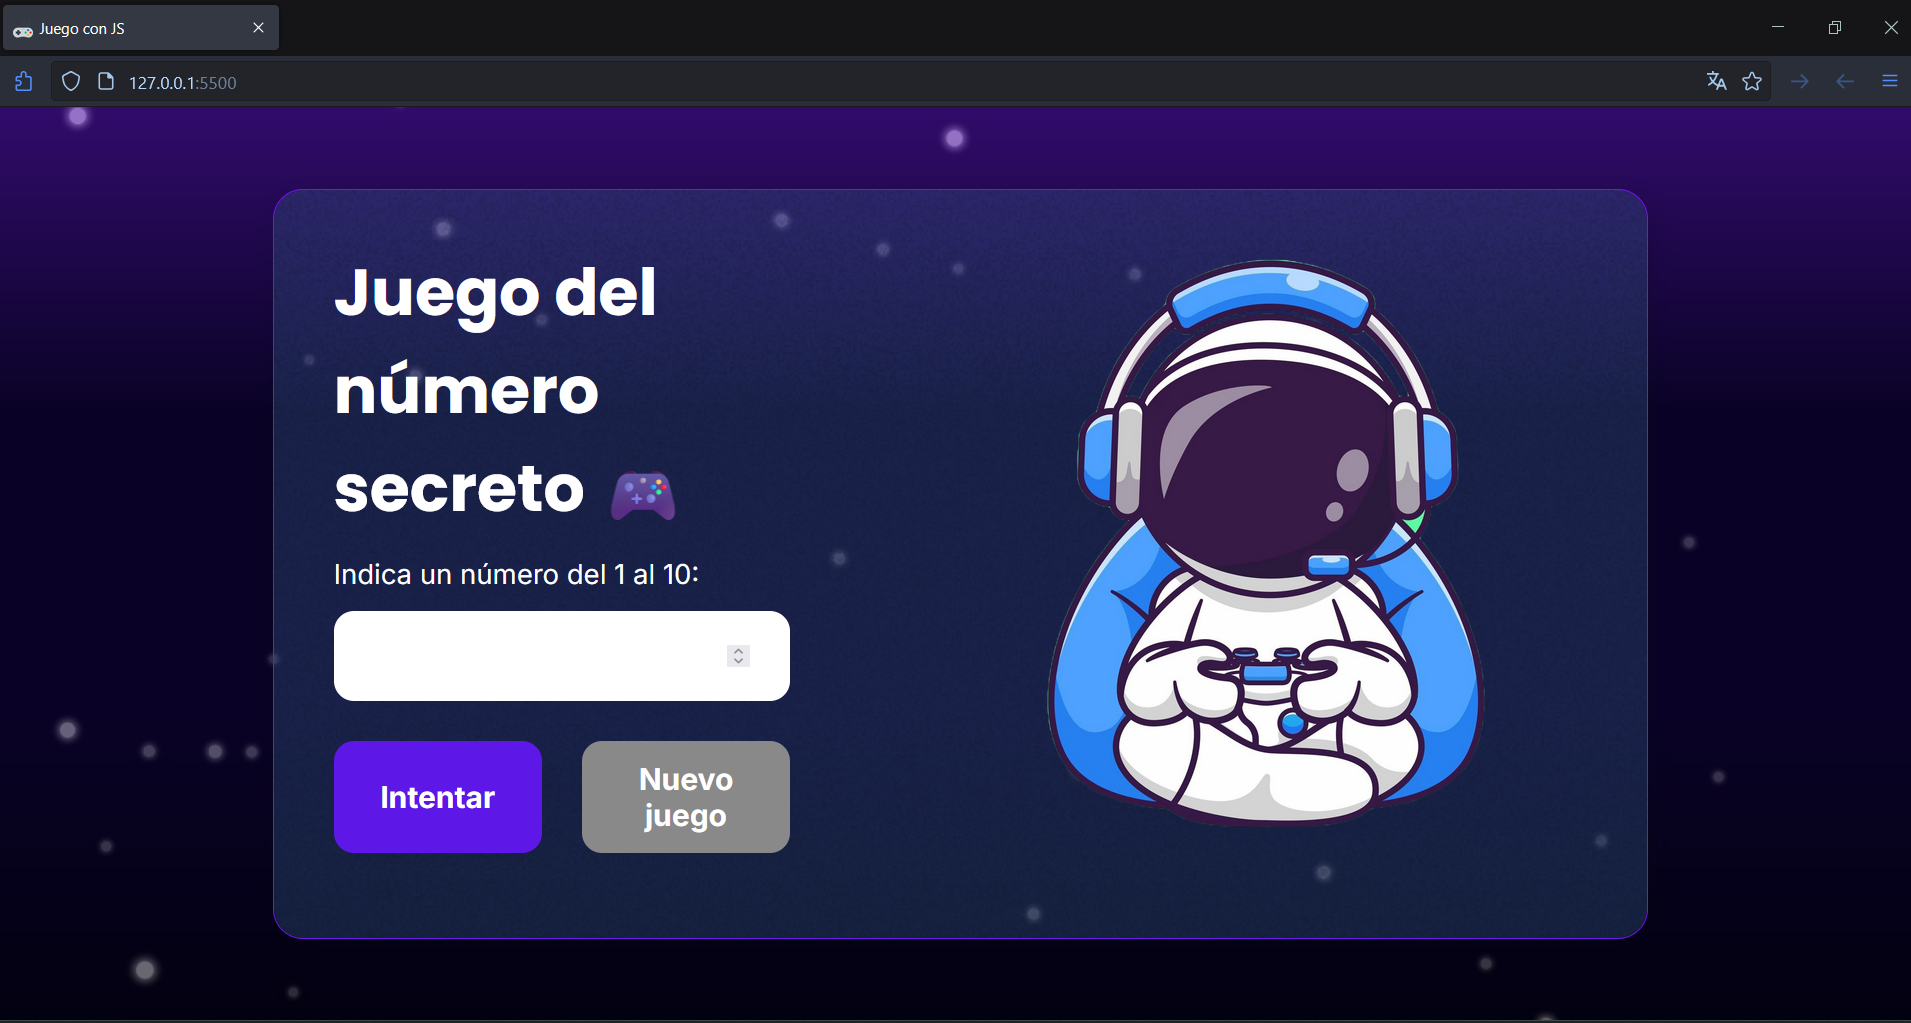 Juego con JS
127.0.0.1:5500
Juego del
número
secreto 🎮
Indica un número del 1 al 10:
Intentar
Nuevo
juego